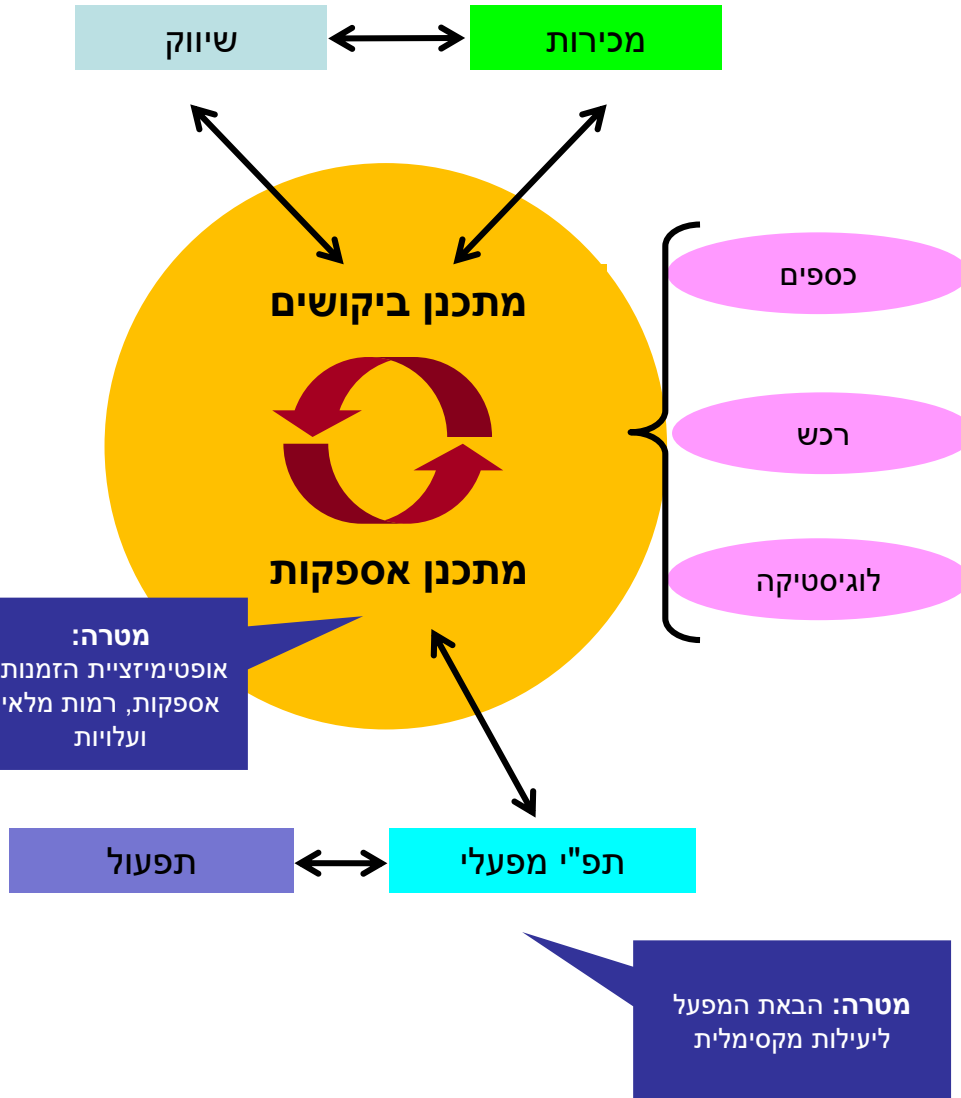 מכירות
שיווק
מתכנן ביקושים
כספים
רכש
לוגיסטיקה
מתכנן אספקות
מטרה:
אופטימיזציית הזמנות
אספקות, רמות מלאי
ועלויות
תפ"י מפעלי
תפעול
מטרה: הבאת המפעל
ליעילות מקסימלית